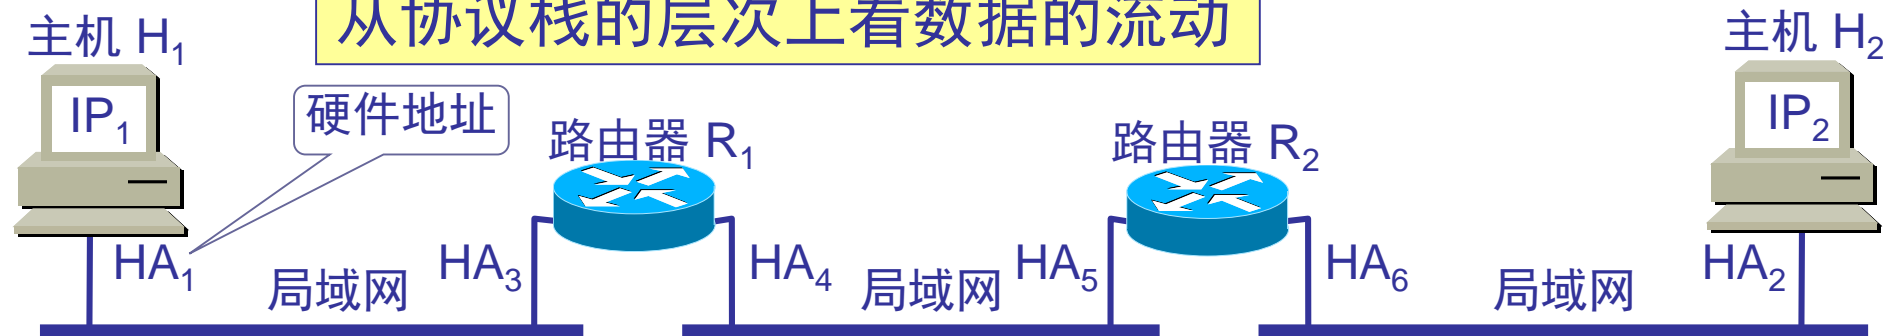 从协议栈的层次上看数据的流动
主机 H₁
主机 H₂
IP₁
硬件地址
路由器 R₁
路由器 R₂
IP₂
HA₁
局域网
HA₃
HA₄
局域网
HA₅
HA₆
局域网
HA₂